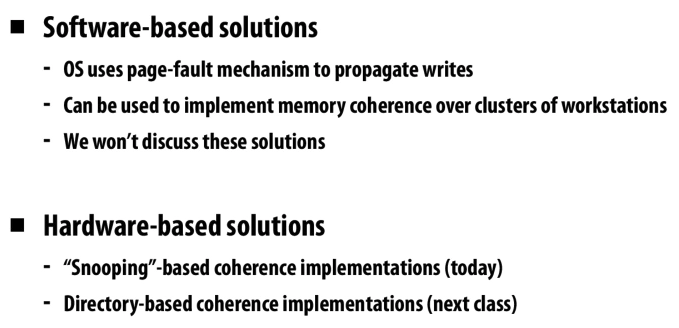 ■ Software-based solutions
- OS uses page-fault mechanism to propagate writes
- Can be used to implement memory coherence over clusters of workstations
- We won’t discuss these solutions
■ Hardware-based solutions
- “Snooping”-based coherence implementations (today)
- Directory-based coherence implementations (next class)